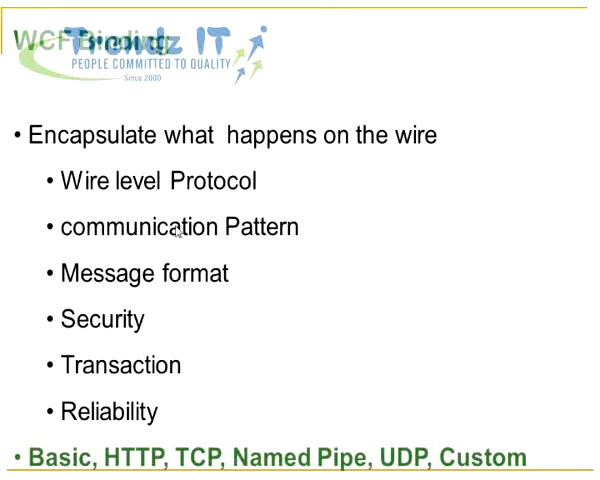 WCF Binding
Trendz IT
PEOPLE COMMITTED TO QUALITY
Since 2000
• Encapsulate what happens on the wire
• Wire level Protocol
• communication Pattern
• Message format
• Security
• Transaction
• Reliability
• Basic, HTTP, TCP, Named Pipe, UDP, Custom